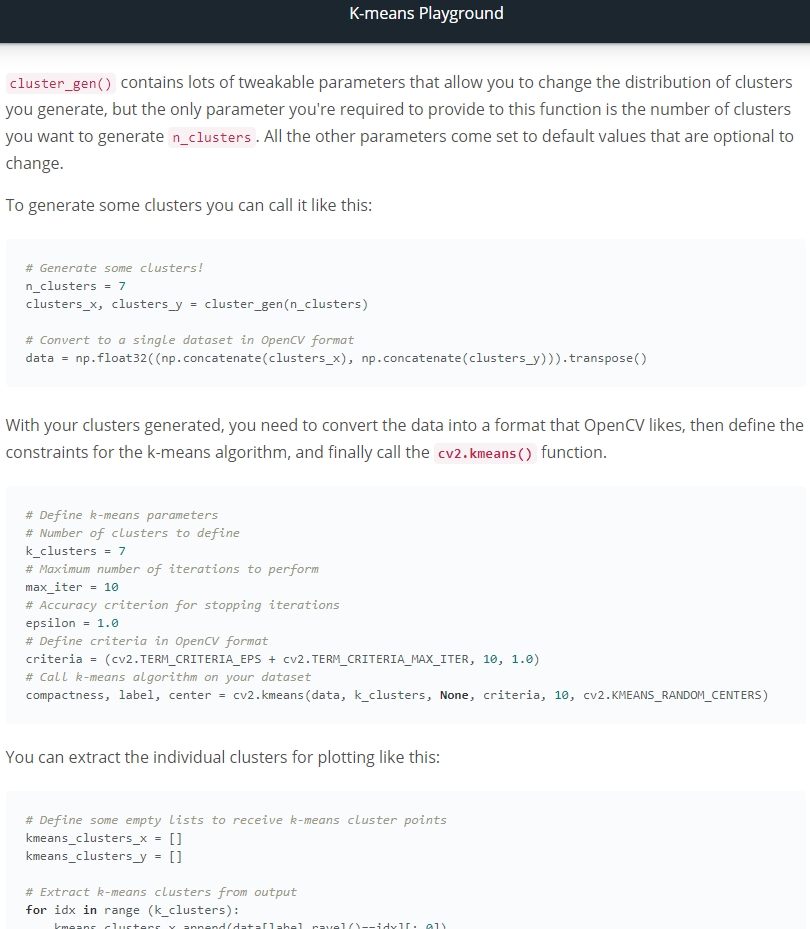 K-means Playground
cluster_gen() contains lots of tweakable parameters that allow you to change the distribution of clusters
you generate, but the only parameter you're required to provide to this function is the number of clusters
you want to generate n_clusters . All the other parameters come set to default values that are optional to
change.
To generate some clusters you can call it like this:
# Generate some clusters!
n_clusters = 7
clusters_x, clusters_y = cluster_gen(n_clusters)
# Convert to a single dataset in OpenCV format
data = np.float32((np.concatenate(clusters_x), np.concatenate(clusters_y))).transpose()
With your clusters generated, you need to convert the data into a format that OpenCV likes, then define the
constraints for the k-means algorithm, and finally call the cv2.kmeans() function.
# Define k-means parameters
# Number of clusters to define
k_clusters = 7
# Maximum number of iterations to perform
max_iter = 10
# Accuracy criterion for stopping iterations
epsilon = 1.0
# Define criteria in OpenCV format
criteria = (cv2.TERM_CRITERIA_EPS + cv2.TERM_CRITERIA_MAX_ITER, 10, 1.0)
# Call k-means algorithm on your dataset
compactness, label, center = cv2.kmeans(data, k_clusters, None, criteria, 10, cv2.KMEANS_RANDOM_CENTERS)
You can extract the individual clusters for plotting like this:
# Define some empty lists to receive k-means cluster points
kmeans_clusters_x = []
kmeans_clusters_y = []
# Extract k-means clusters from output
for idx in range (k_clusters):
kmeans_clusters_x.append(data[label.ravel()==idx][:,0])